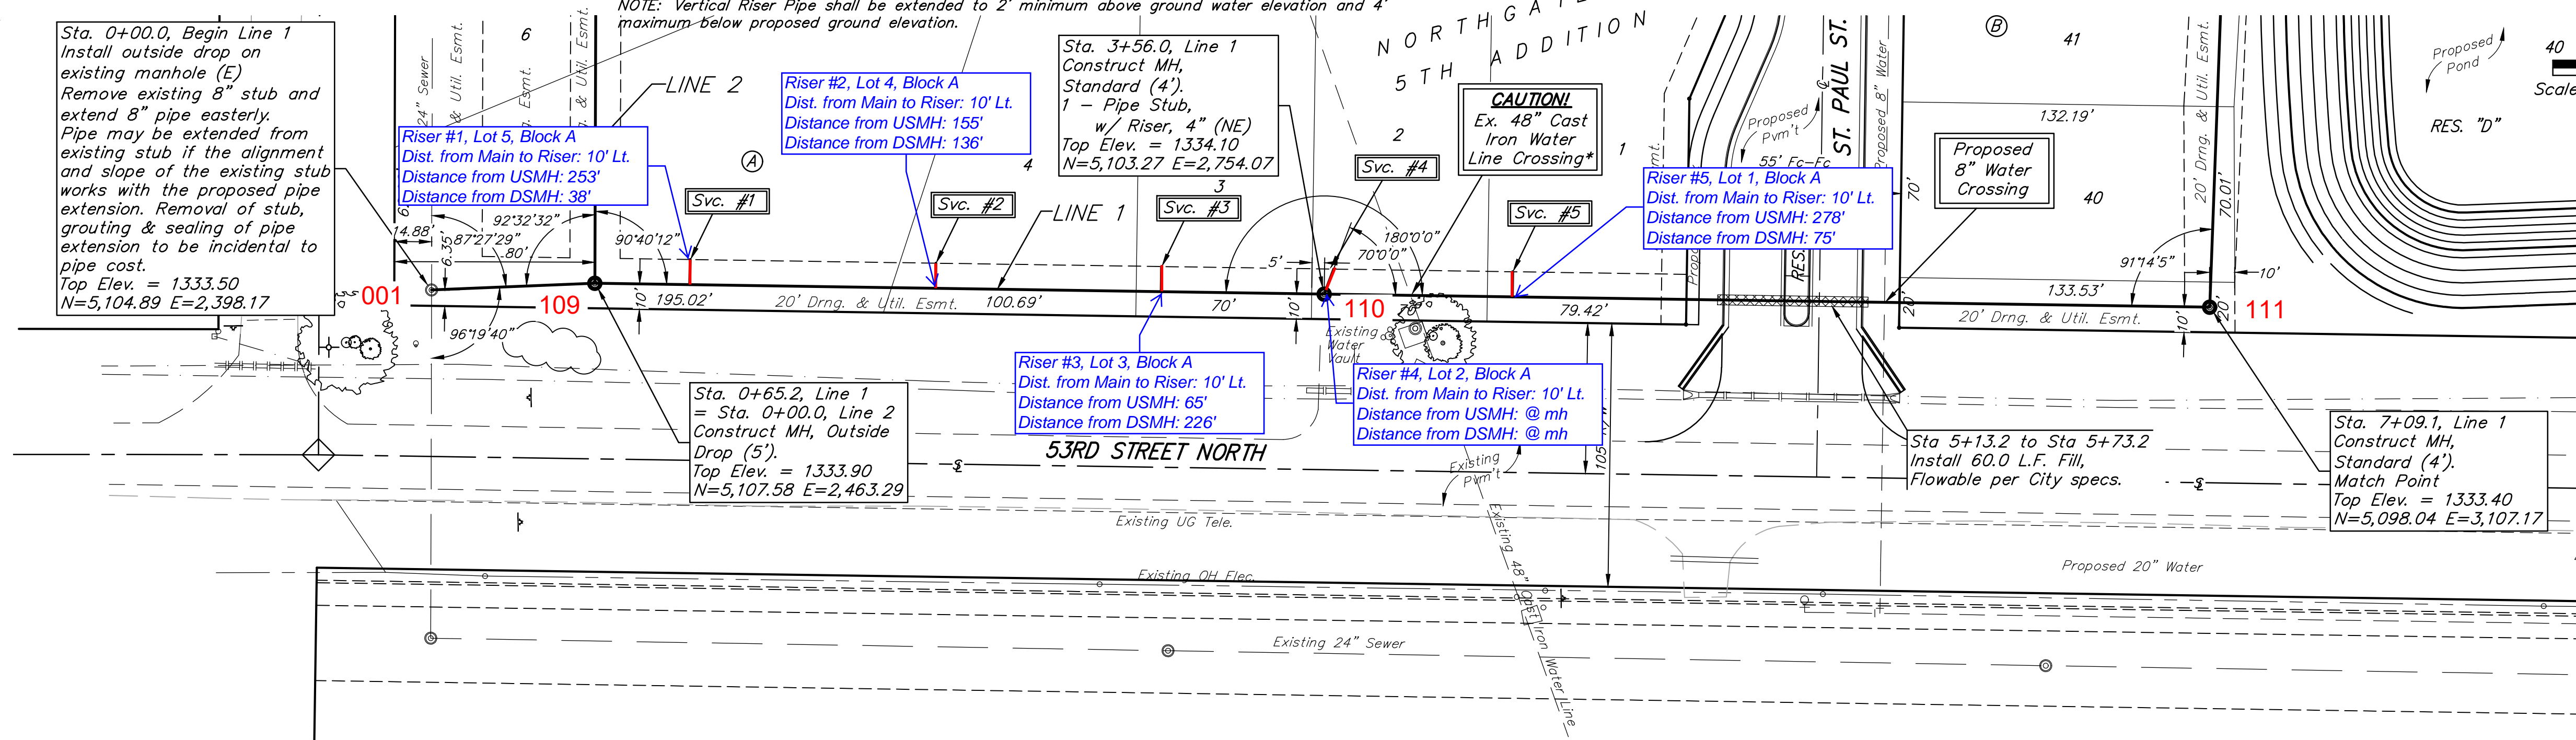 NOTE: Vertical Riser Pipe shall be extended to 2' minimum above ground water elevation and 4'
maximum below proposed ground elevation.
Sta. 0+00.0, Begin Line 1
Install outside drop on
existing manhole (E)
Remove existing 8" stub and
extend 8" pipe easterly.
Pipe may be extended from
existing stub if the alignment
and slope of the existing stub
works with the proposed pipe
extension. Removal of stub,
grouting & sealing of pipe
extension to be incidental to
pipe cost.
Top Elev. = 1333.50
N=5,104.89 E=2,398.17
24" Sewer
& Util. Esmt.
6
Esmt.
& Util. Esmt.
LINE 2
Riser #1, Lot 5, Block A
Dist. from Main to Riser: 10' Lt.
Distance from USMH: 253'
Distance from DSMH: 38'
A
Riser #2, Lot 4, Block A
Dist. from Main to Riser: 10' Lt.
Distance from USMH: 155'
Distance from DSMH: 136'
4
Sta. 3+56.0, Line 1
Construct MH,
Standard (4').
1 - Pipe Stub,
w/ Riser, 4" (NE)
Top Elev. = 1334.10
N=5,103.27 E=2,754.07
NORTHGATE
5TH ADDITION
2
CAUTION!
Ex. 48" Cast
Iron Water
Line Crossing*
1
Riser #5, Lot 1, Block A
Dist. from Main to Riser: 10' Lt.
Distance from USMH: 278'
Distance from DSMH: 75'
Proposed
Pvm't
55' Fc-Fc
ST. PAUL ST.
Proposed 8" Water
RES.
B
41
132.19'
Proposed
8" Water
Crossing
70'
40
20' Drng. & Util. Esmt.
70.01'
Proposed
Pond
40
Scale
RES. "D"
Svc. #1
Svc. #2
LINE 1
3
Svc. #3
Svc. #4
Svc. #5
14.88'
6.35'
87°27'29"
92°32'32"
80'
90°40'12"
180°0'0"
70°0'0"
5'
91°14'5"
10'
001
109
10'
195.02'
20' Drng. & Util. Esmt.
100.69'
70'
10'
110
79.42'
133.53'
20'
20' Drng. & Util. Esmt.
10'
20'
111
96°19'40"
Existing
Water
Vault
Riser #3, Lot 3, Block A
Dist. from Main to Riser: 10' Lt.
Distance from USMH: 65'
Distance from DSMH: 226'
Riser #4, Lot 2, Block A
Dist. from Main to Riser: 10' Lt.
Distance from USMH: @ mh
Distance from DSMH: @ mh
Sta. 0+65.2, Line 1
= Sta. 0+00.0, Line 2
Construct MH, Outside
Drop (5').
Top Elev. = 1333.90
N=5,107.58 E=2,463.29
53RD STREET NORTH
Existing
Pvm't
Sta 5+13.2 to Sta 5+73.2
Install 60.0 L.F. Fill,
Flowable per City specs.
Sta. 7+09.1, Line 1
Construct MH,
Standard (4').
Match Point
Top Elev. = 1333.40
N=5,098.04 E=3,107.17
Existing UG Tele.
Existing OH Elec.
Existing 48" Cast Iron Water Line
Proposed 20" Water
Existing 24" Sewer